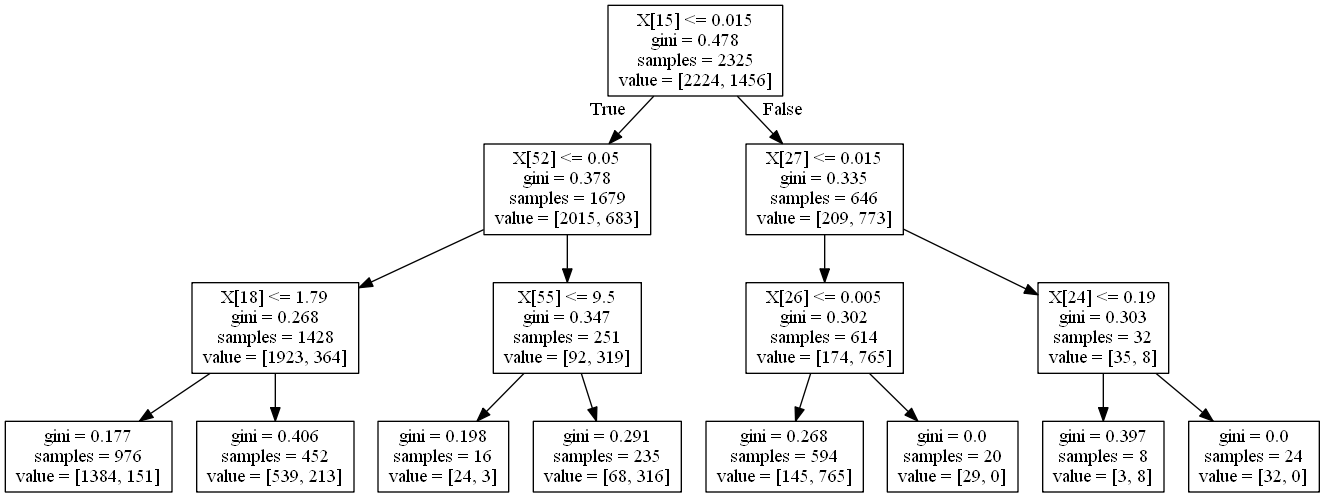 X[15] <= 0.015
gini = 0.478
samples = 2325
value = [2224, 1456]
True
False
X[52] <= 0.05
gini = 0.378
samples = 1679
value = [2015, 683]
X[27] <= 0.015
gini = 0.335
samples = 646
value = [209, 773]
X[18] <= 1.79
gini = 0.268
samples = 1428
value = [1923, 364]
X[55] <= 9.5
gini = 0.347
samples = 251
value = [92, 319]
X[26] <= 0.005
gini = 0.302
samples = 614
value = [174, 765]
X[24] <= 0.19
gini = 0.303
samples = 32
value = [35, 8]
gini = 0.177
samples = 976
value = [1384, 151]
gini = 0.406
samples = 452
value = [539, 213]
gini = 0.198
samples = 16
value = [24, 3]
gini = 0.291
samples = 235
value = [68, 316]
gini = 0.268
samples = 594
value = [145, 765]
gini = 0.0
samples = 20
value = [29, 0]
gini = 0.397
samples = 8
value = [3, 8]
gini = 0.0
samples = 24
value = [32, 0]